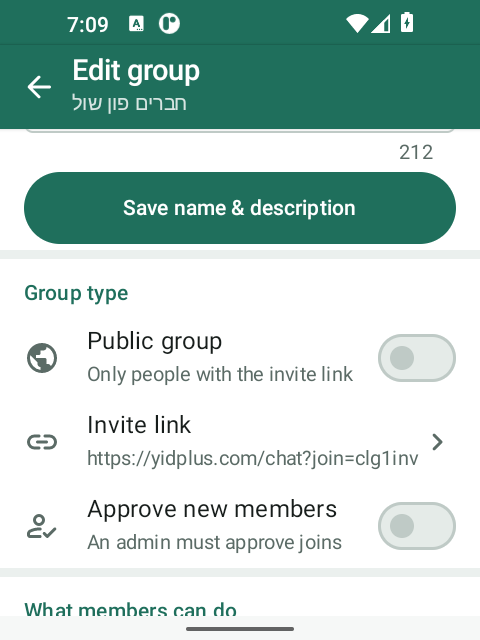 7:09
Edit group
חברים פון שול
212
Save name & description
Group type
Public group
Only people with the invite link
Invite link
https://yidplus.com/chat?join=clg1inv
Approve new members
An admin must approve joins
What members can do